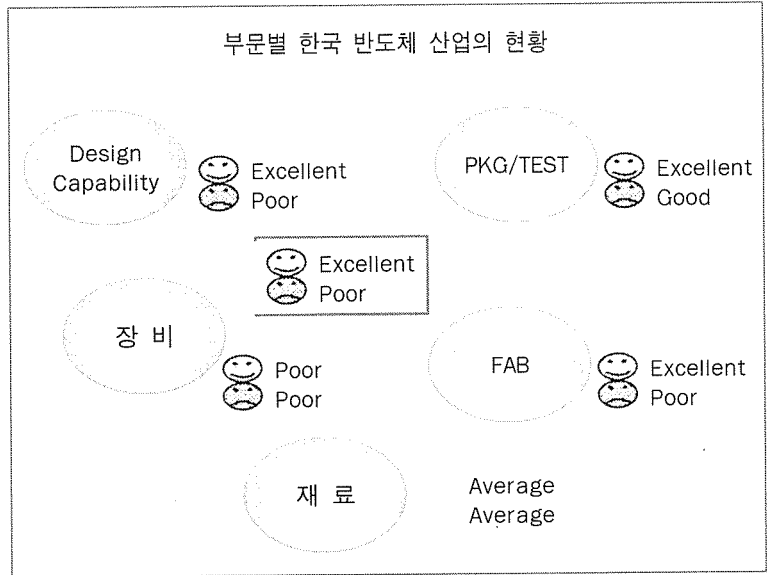 부문별 한국 반도체 산업의 현황
Design
Capability
Excellent
Poor
PKG/TEST
Excellent
Good
Excellent
Poor
장 비
Poor
Poor
FAB
Excellent
Poor
재 료
Average
Average